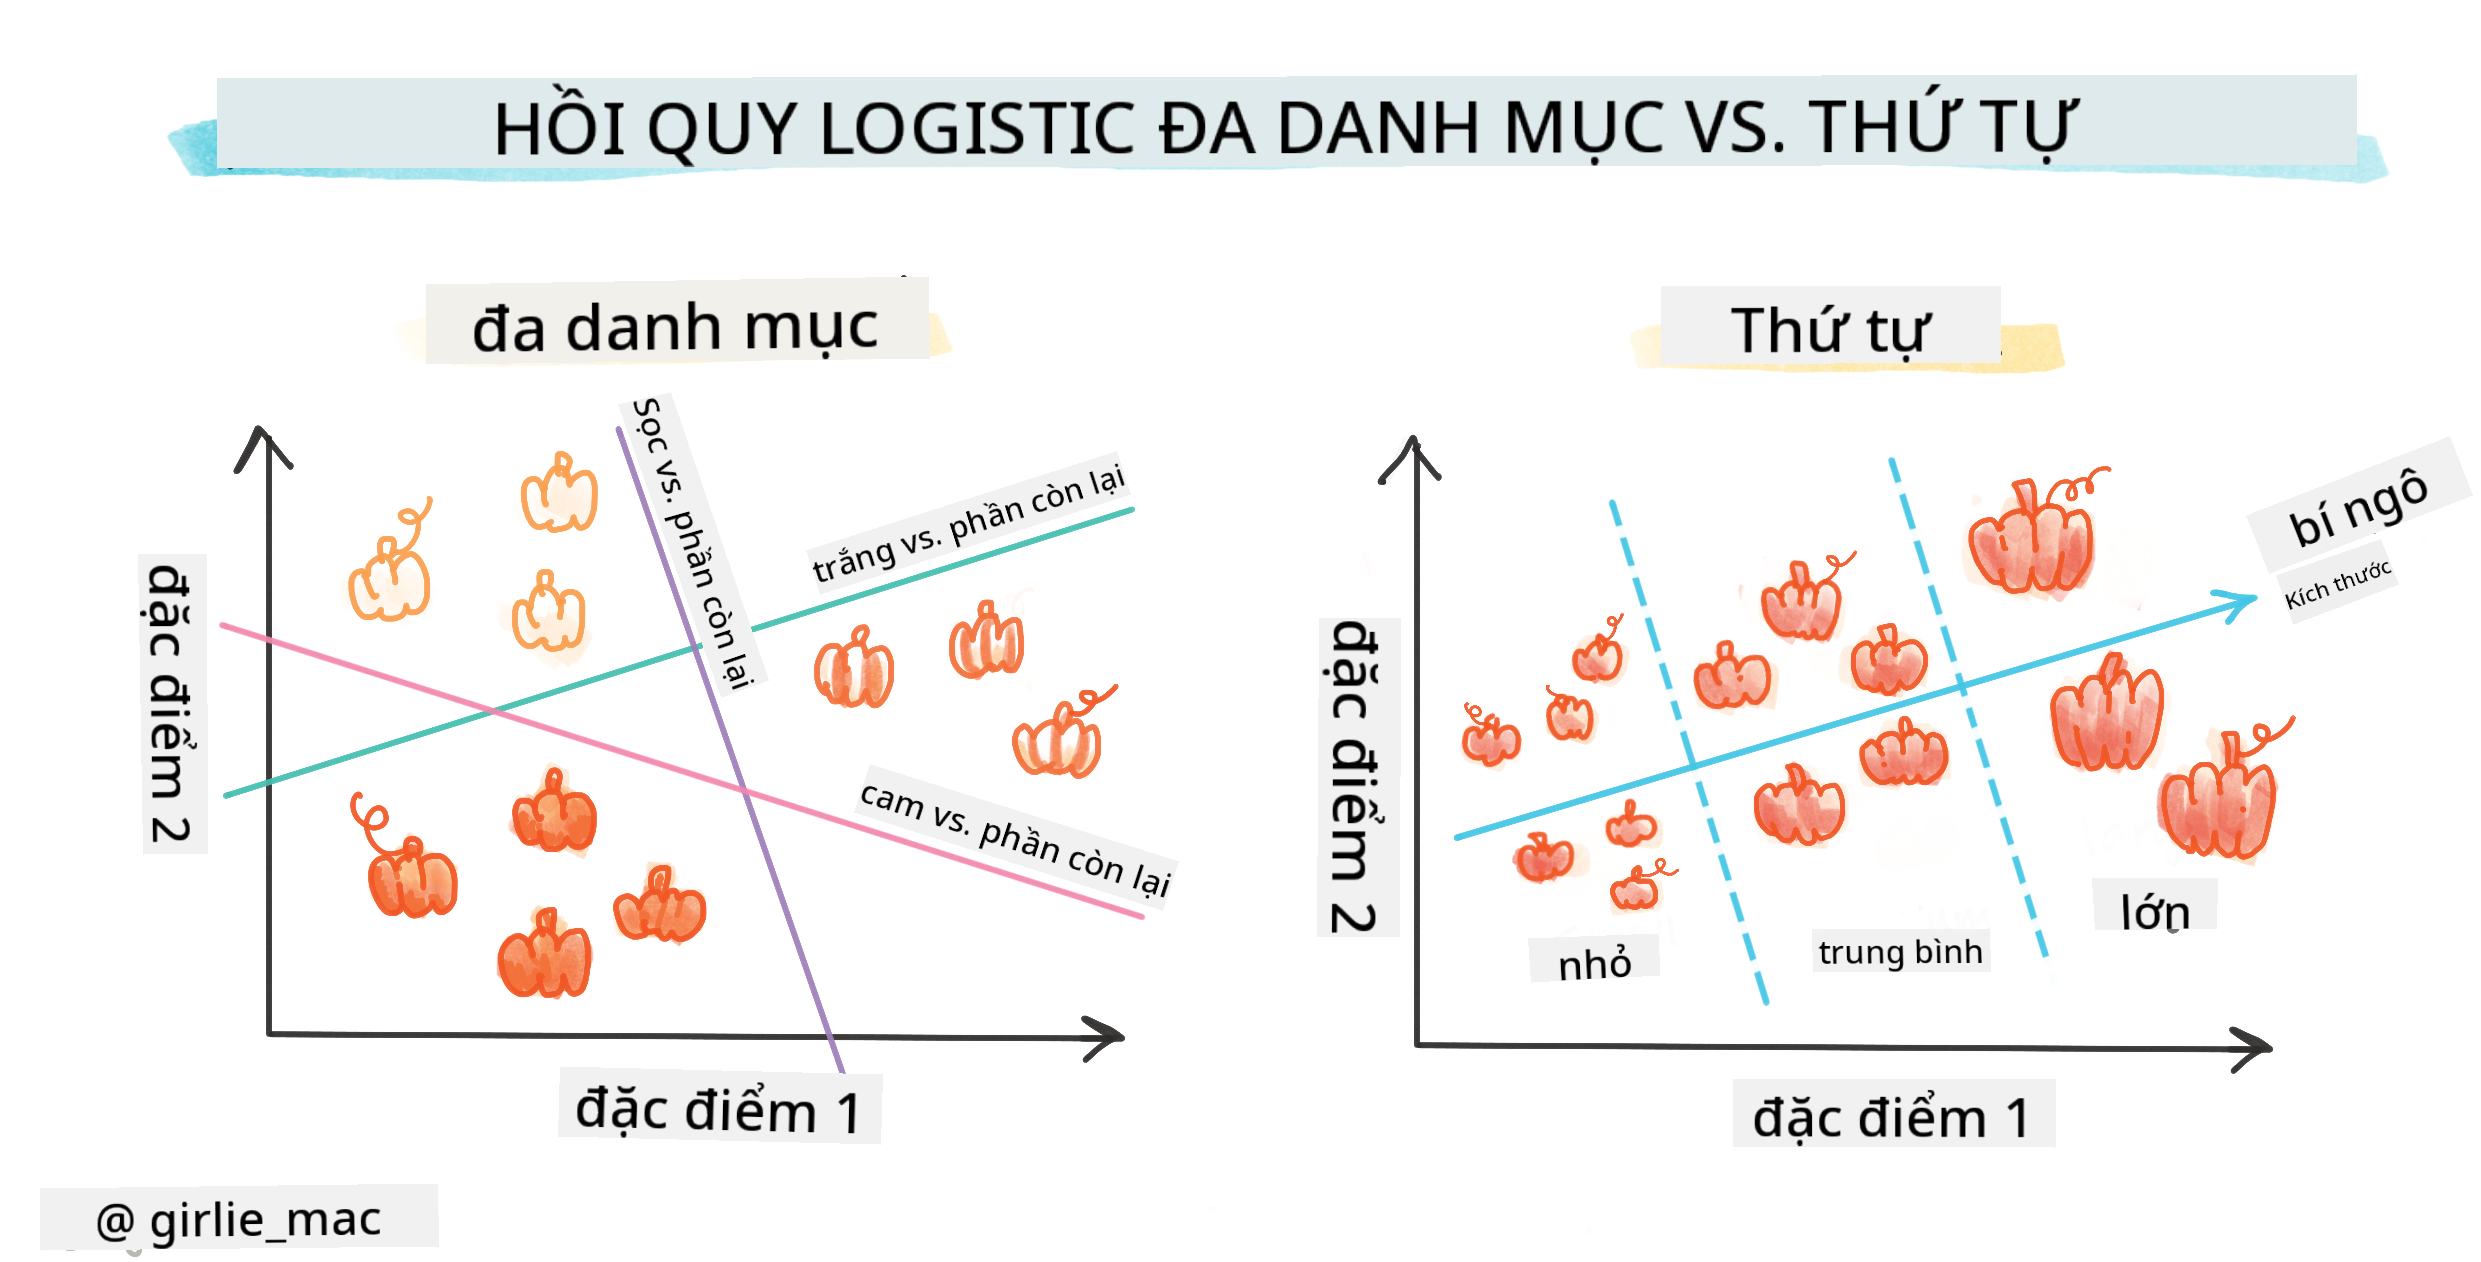 HỒI QUY LOGISTIC ĐA DANH MỤC VS. THỨ TỰ
đa danh mục
Sọc vs. phần còn lại
trắng vs. phần còn lại
cam vs. phần còn lại
đặc điểm 2
đặc điểm 1
Thứ tự
bí ngô
Kích thước
đặc điểm 2
nhỏ
trung bình
lớn
đặc điểm 1
@ girlie_mac